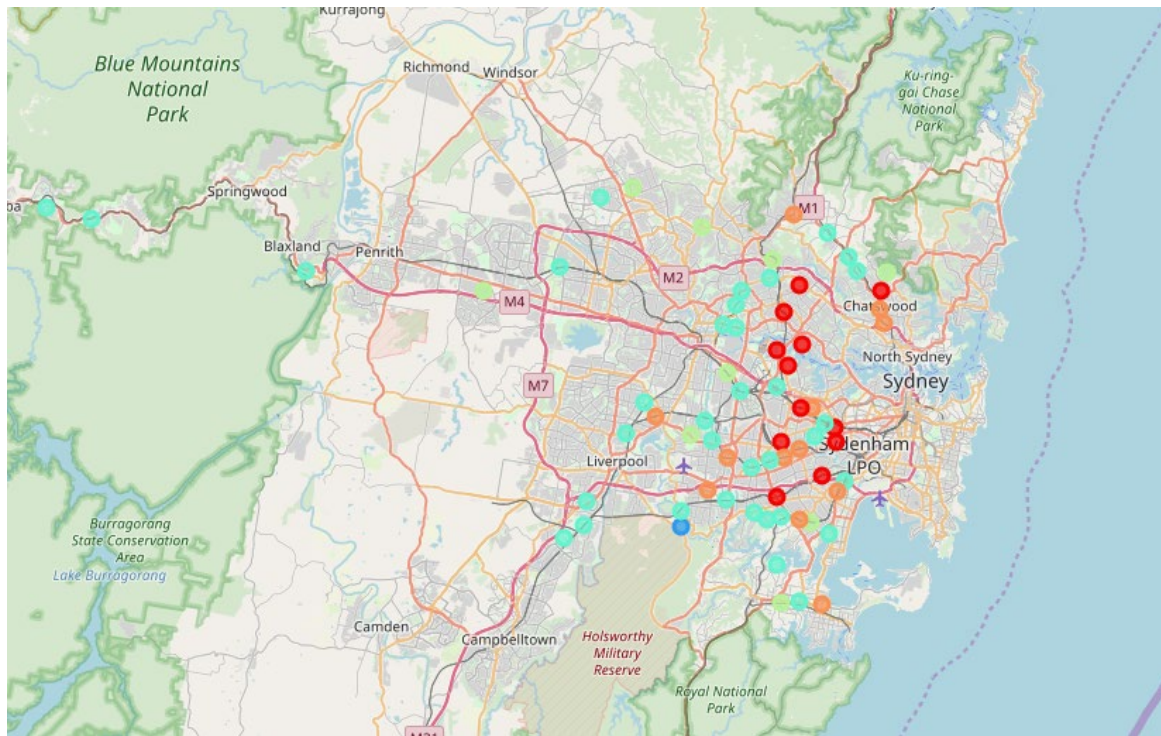 Kurrajong
Blue Mountains
National
Park
Richmond
Windsor
Ku-ring-
gai Chase
National
Park
Springwood
ba
M1
Blaxland
Penrith
M2
M4
Chatswood
North Sydney
Sydney
M7
Sydenham
LPO
Liverpool
Burragorang
State Conservation
Area
Lake Burragorang
Camden
Campbelltown
Holsworthy
Military
Reserve
Royal National
Park